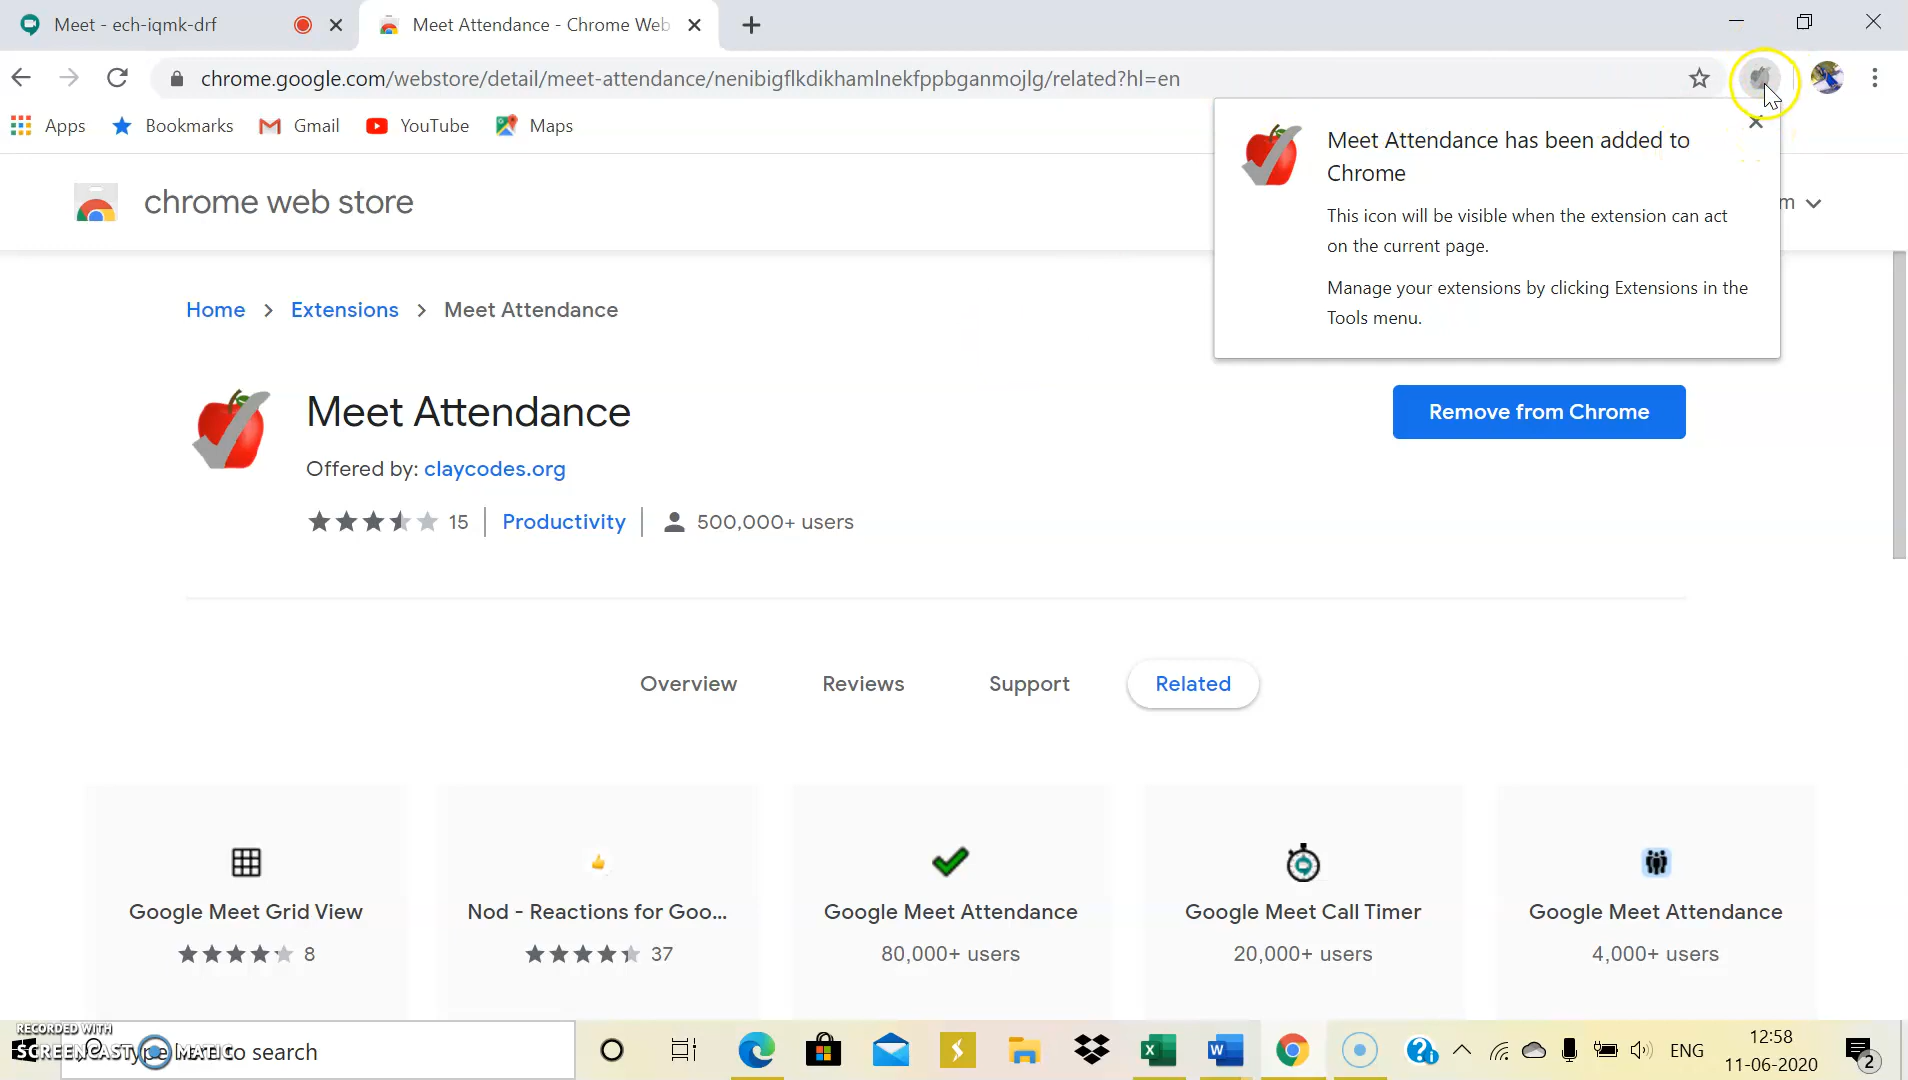 Meet - ech-iqmk-drf
Meet Attendance - Chrome Web
chrome.google.com/webstore/detail/meet-attendance/nenibigflkdikhamlnekfppbganmojlg/related?hl=en
Apps
Bookmarks
Gmail
YouTube
Maps
Meet Attendance has been added to
Chrome
This icon will be visible when the extension can act
on the current page.
Manage your extensions by clicking Extensions in the
Tools menu.
chrome web store
m
Home > Extensions > Meet Attendance
Meet Attendance
Remove from Chrome
Offered by: claycodes.org
15 | Productivity | 500,000+ users
Overview
Reviews
Support
Related
Google Meet Grid View
8
Nod - Reactions for Goo...
37
Google Meet Attendance
80,000+ users
Google Meet Call Timer
20,000+ users
Google Meet Attendance
4,000+ users
RECORDED WITH
SCREENCAST MATIC
to search
ENG
12:58
11-06-2020
2